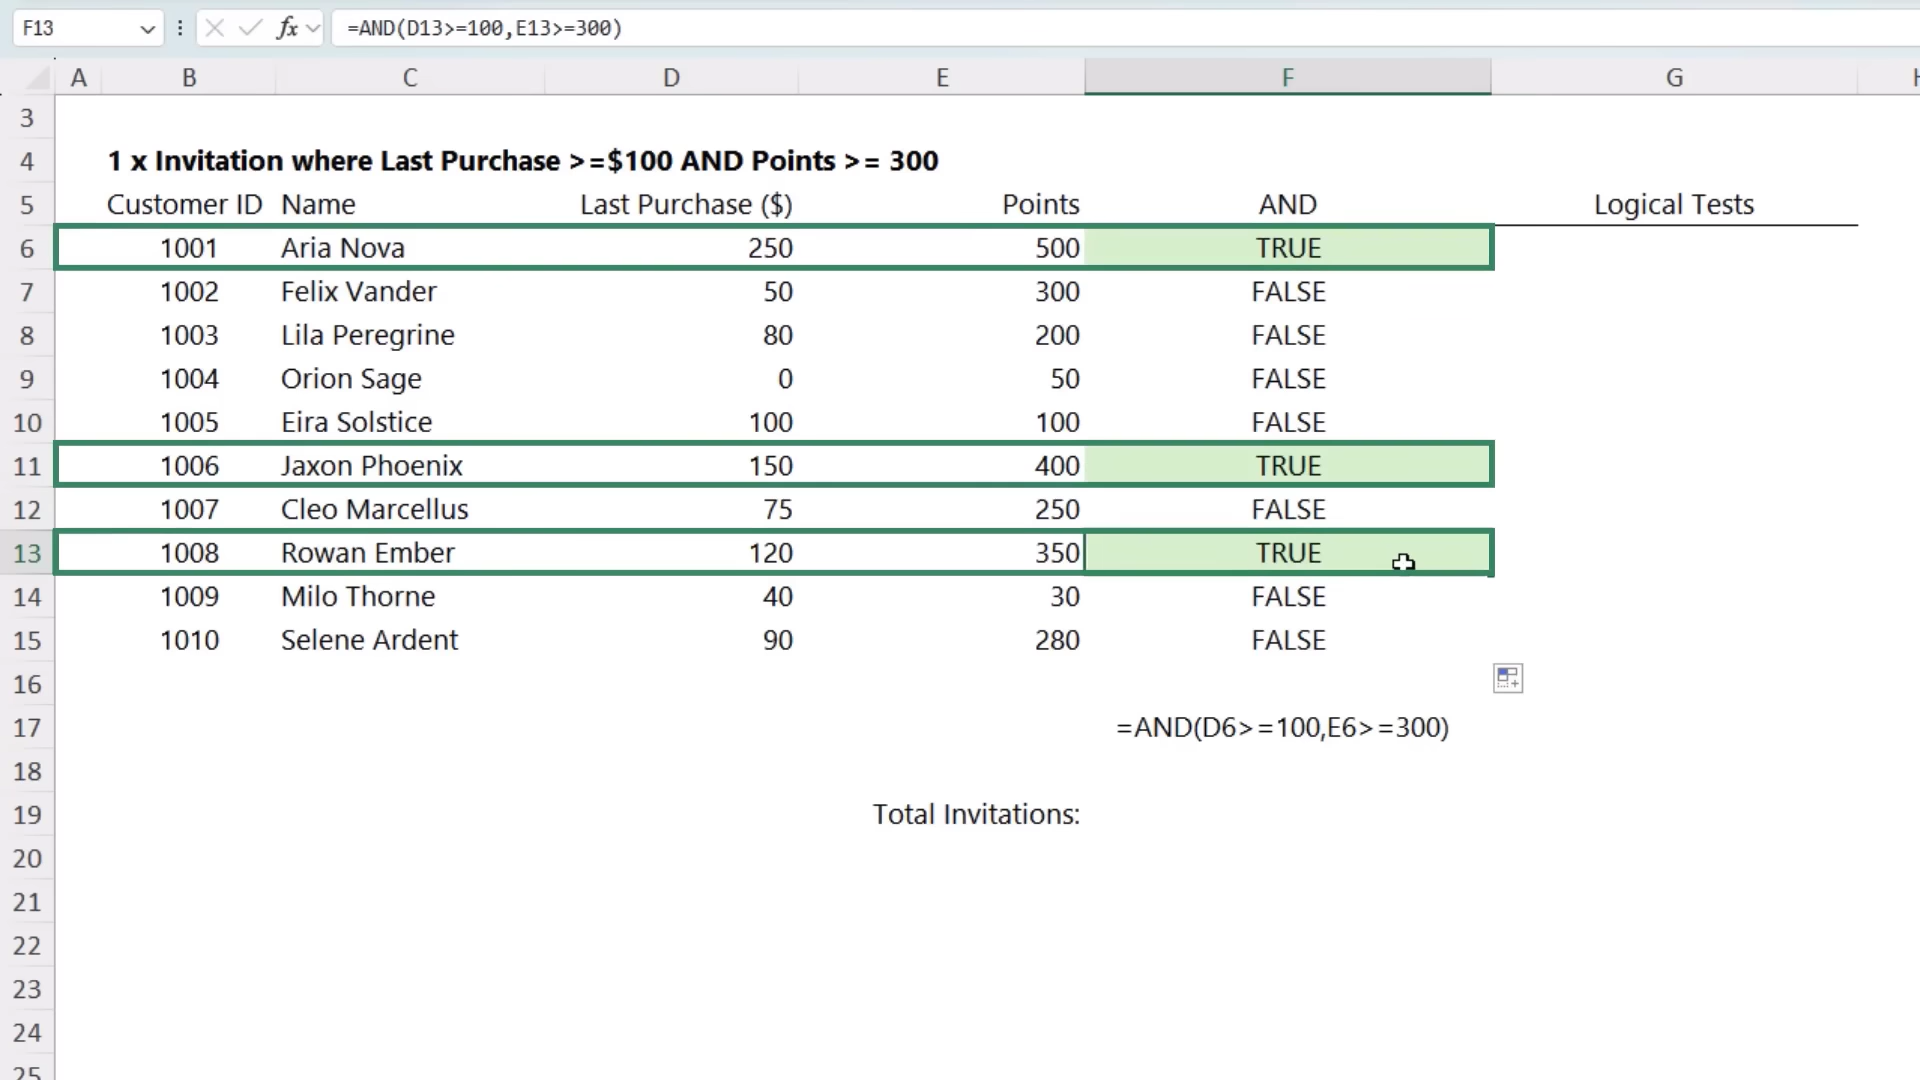 F13 fx =AND(D13>=100,E13>=300)
A B C D E F G H
3
4 1 x Invitation where Last Purchase >=$100 AND Points >= 300
5 Customer ID Name Last Purchase ($) Points AND Logical Tests
6 1001 Aria Nova 250 500 TRUE
7 1002 Felix Vander 50 300 FALSE
8 1003 Lila Peregrine 80 200 FALSE
9 1004 Orion Sage 0 50 FALSE
10 1005 Eira Solstice 100 100 FALSE
11 1006 Jaxon Phoenix 150 400 TRUE
12 1007 Cleo Marcellus 75 250 FALSE
13 1008 Rowan Ember 120 350 TRUE
14 1009 Milo Thorne 40 30 FALSE
15 1010 Selene Ardent 90 280 FALSE
16
17 =AND(D6>=100,E6>=300)
18
19 Total Invitations:
20
21
22
23
24
25